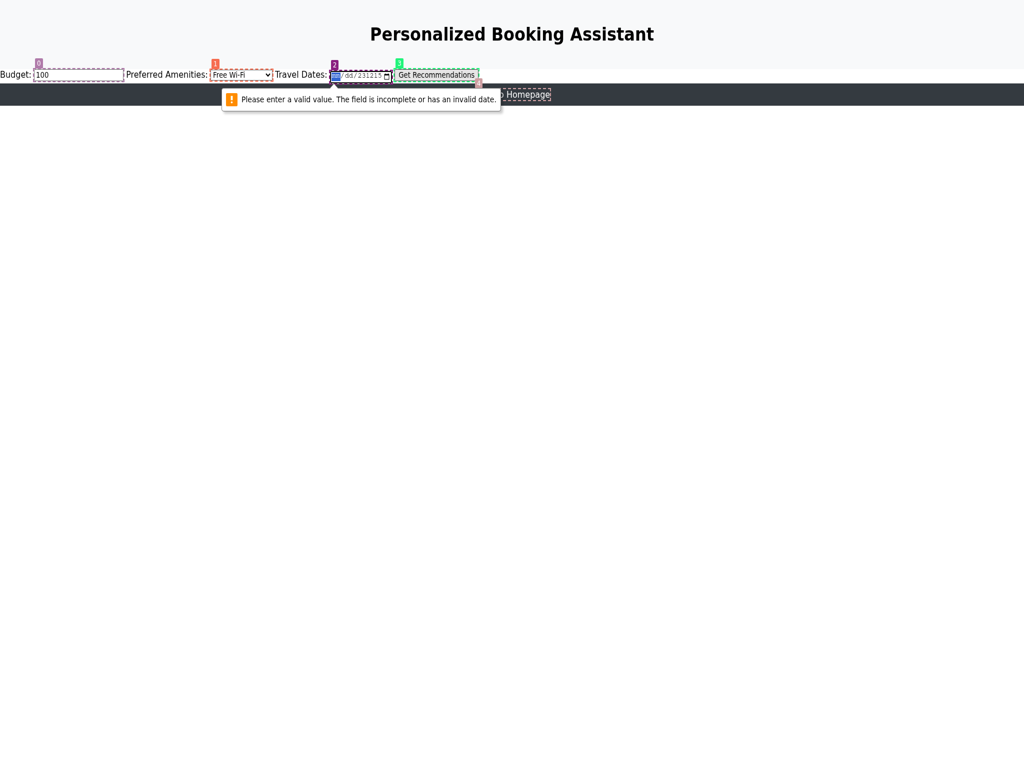 Personalized Booking Assistant
0 1 2 3
Budget: 100 Preferred Amenities: Free Wi-Fi Travel Dates: mm/dd/231215 Get Recommendations
4
Homepage
Please enter a valid value. The field is incomplete or has an invalid date.